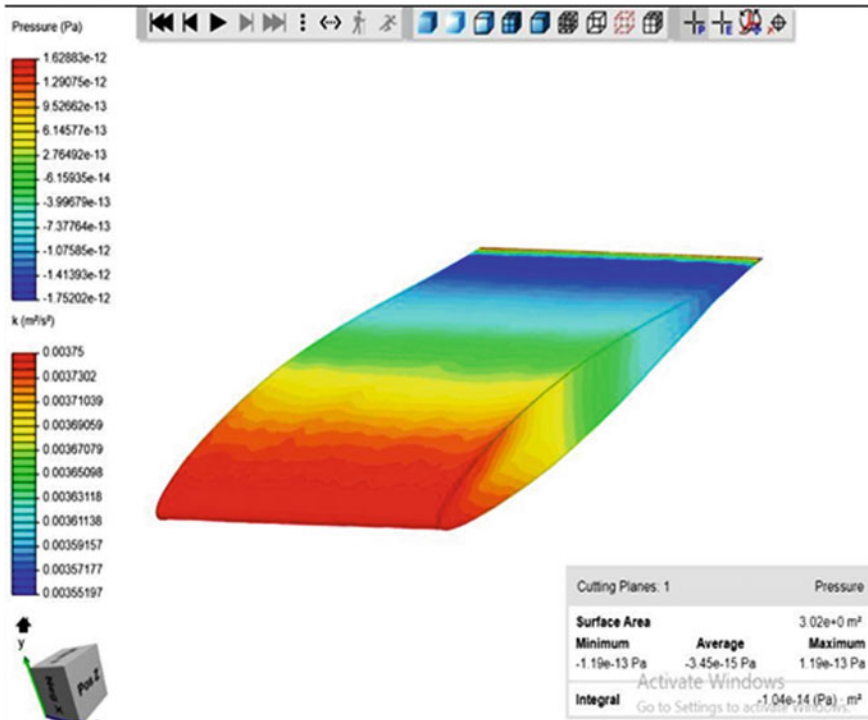 Pressure (Pa)
1.62883e-12
1.29075e-12
9.52662e-13
6.14577e-13
2.76492e-13
-6.15935e-14
-3.99679e-13
-7.37764e-13
-1.07585e-12
-1.41393e-12
-1.75202e-12
k (m²/s²)
0.00375
0.0037302
0.00371039
0.00369059
0.00367079
0.00365098
0.00363118
0.00361138
0.00359157
0.00357177
0.00355197
P
E
y
Neg X
Pos Z
Cutting Planes: 1 Pressure
Surface Area 3.02e+0 m²
Minimum Average Maximum
-1.19e-13 Pa -3.45e-15 Pa 1.19e-13 Pa
Activate Windows
Integral -1.04e-14 (Pa) · m²
Go to Settings to activate Windows.